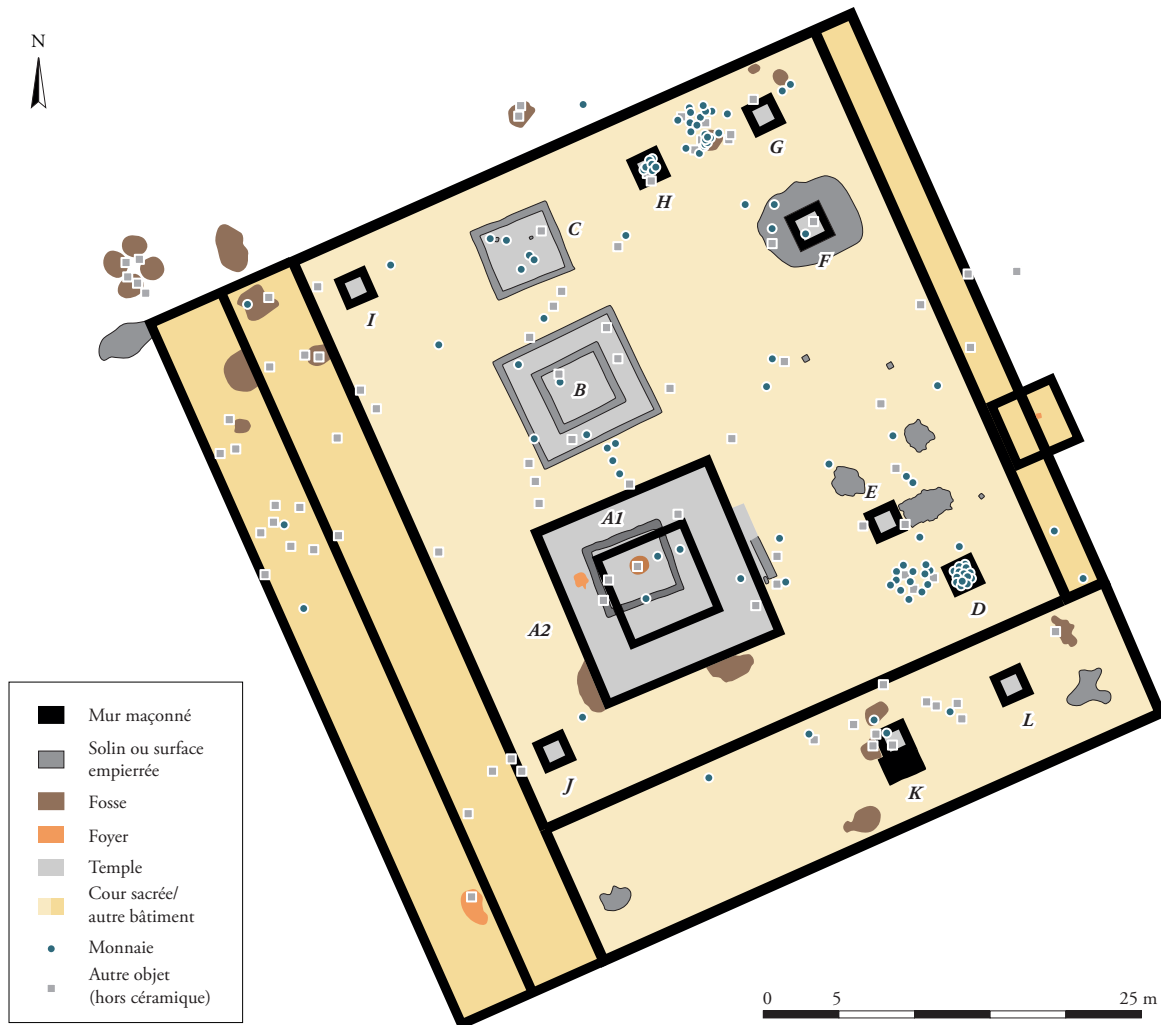 N
G
H
C
F
I
B
A1
E
D
A2
L
J
K
Mur maçonné
Solin ou surface
empierrée
Fosse
Foyer
Temple
Cour sacrée/
autre bâtiment
Monnaie
Autre objet
(hors céramique)
0 5 25 m